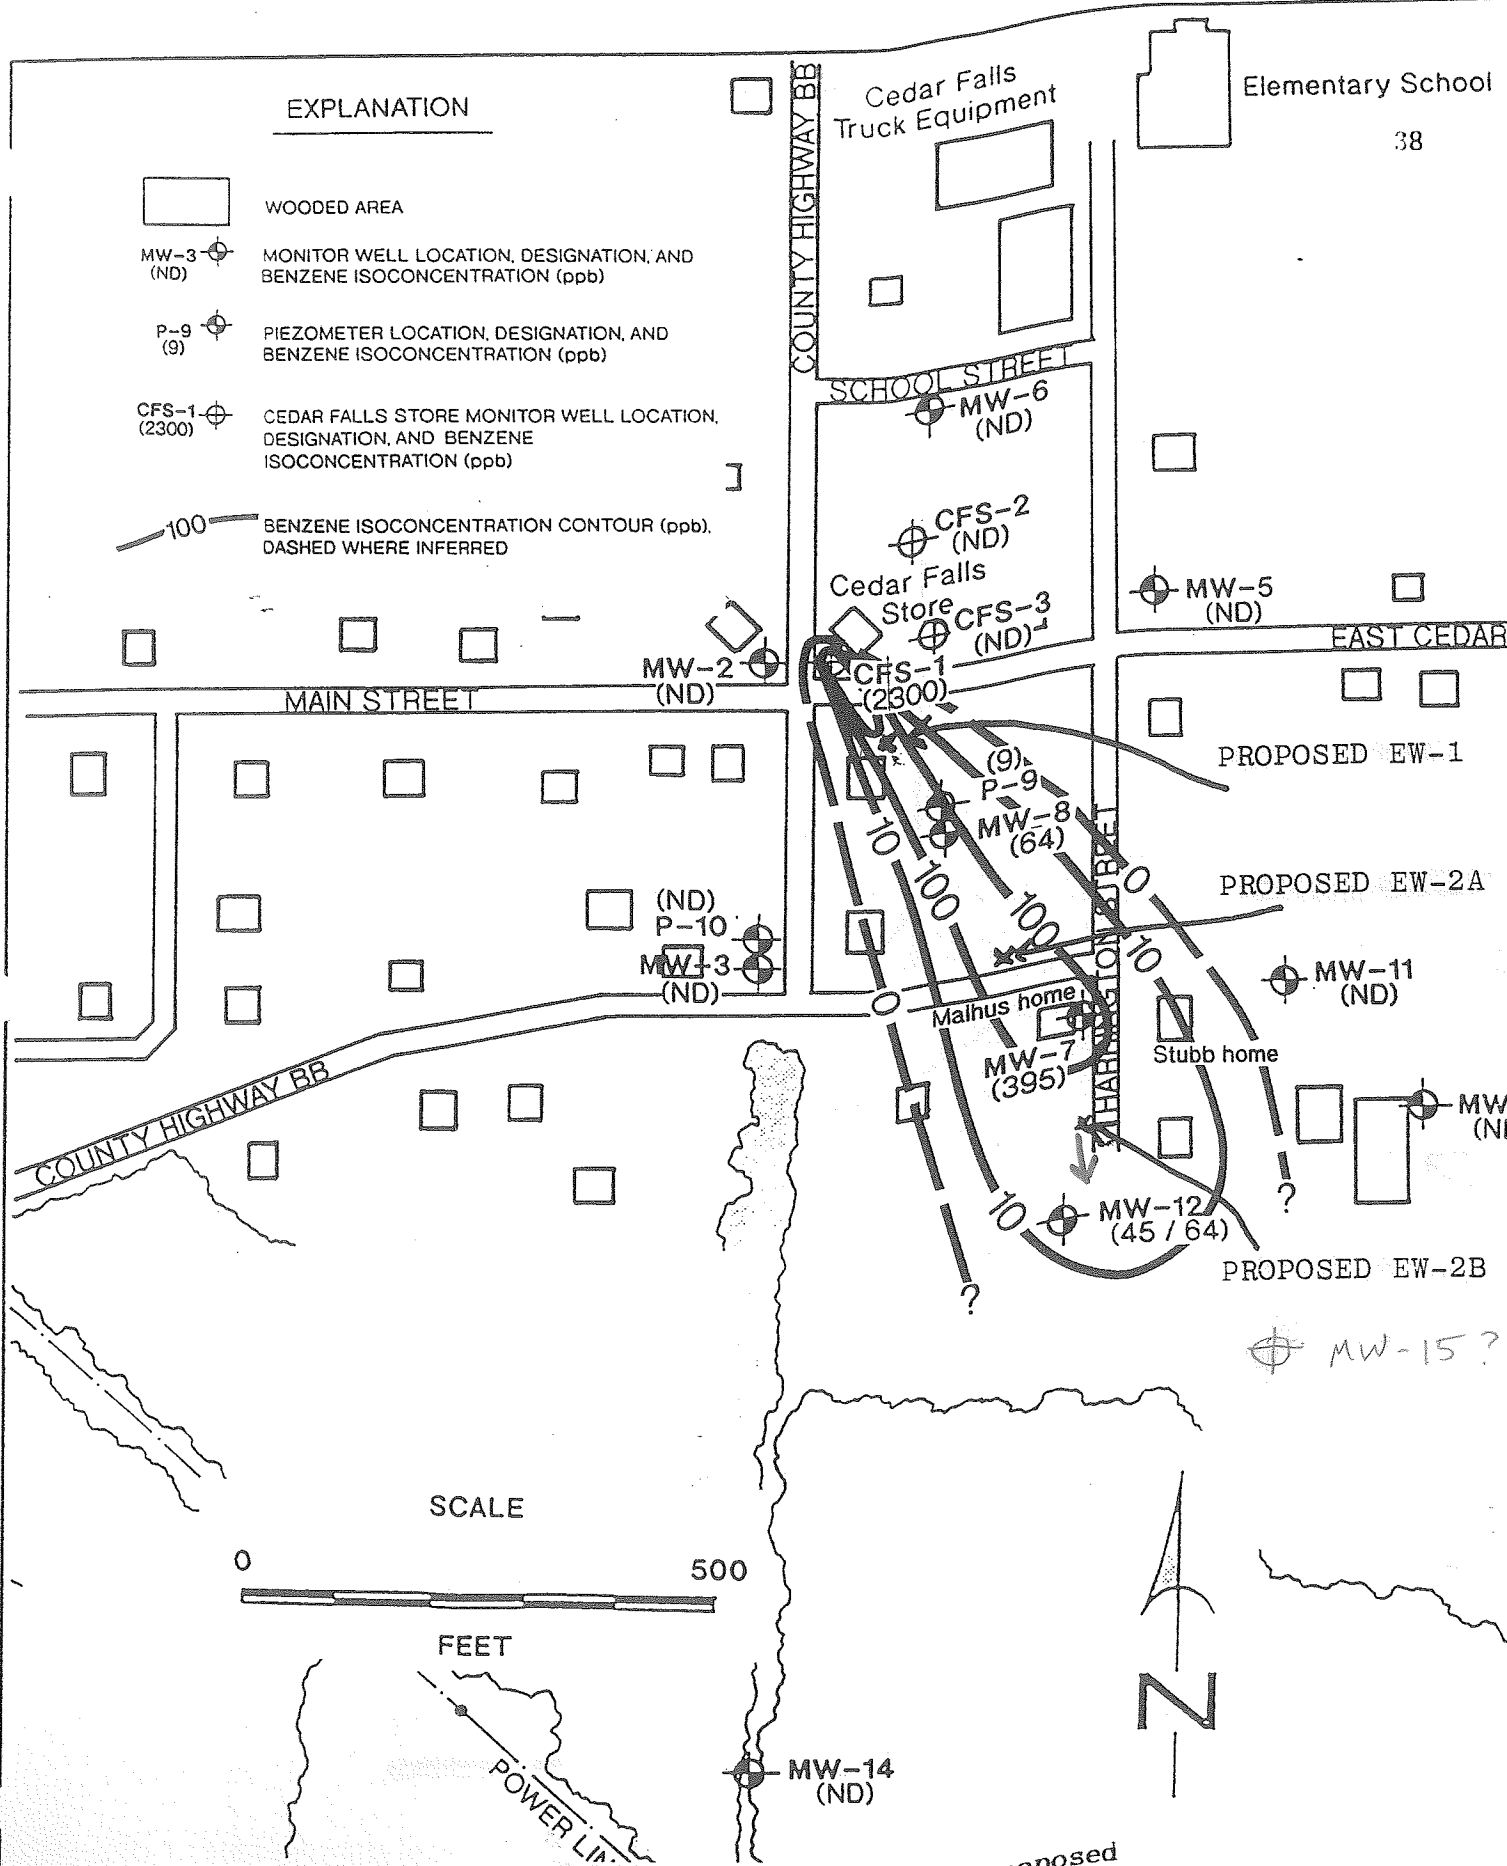 EXPLANATION
WOODED AREA
MW-3
(ND)
MONITOR WELL LOCATION, DESIGNATION, AND
BENZENE ISOCONCENTRATION (ppb)
P-9
(9)
PIEZOMETER LOCATION, DESIGNATION, AND
BENZENE ISOCONCENTRATION (ppb)
CFS-1
(2300)
CEDAR FALLS STORE MONITOR WELL LOCATION,
DESIGNATION, AND BENZENE
ISOCONCENTRATION (ppb)
100
BENZENE ISOCONCENTRATION CONTOUR (ppb),
DASHED WHERE INFERRED
COUNTY HIGHWAY BB
Cedar Falls
Truck Equipment
Elementary School
38
SCHOOL STREET
MW-6
(ND)
CFS-2
(ND)
Cedar Falls
Store
CFS-3
(ND)
MW-5
(ND)
EAST CEDAR
MW-2
(ND)
CFS-1
(2300)
MAIN STREET
PROPOSED EW-1
(9)
P-9
MW-8
(64)
10
100
100
0
10
0
HARRINGTON STREET
PROPOSED EW-2A
(ND)
P-10
MW-3
(ND)
MW-11
(ND)
Malhus home
MW-7
(395)
Stubb home
COUNTY HIGHWAY BB
MW
MW-12
(45 / 64)
10
?
?
PROPOSED EW-2B
MW-15 ?
SCALE
0 500
FEET
N
POWER LIN
MW-14
(ND)